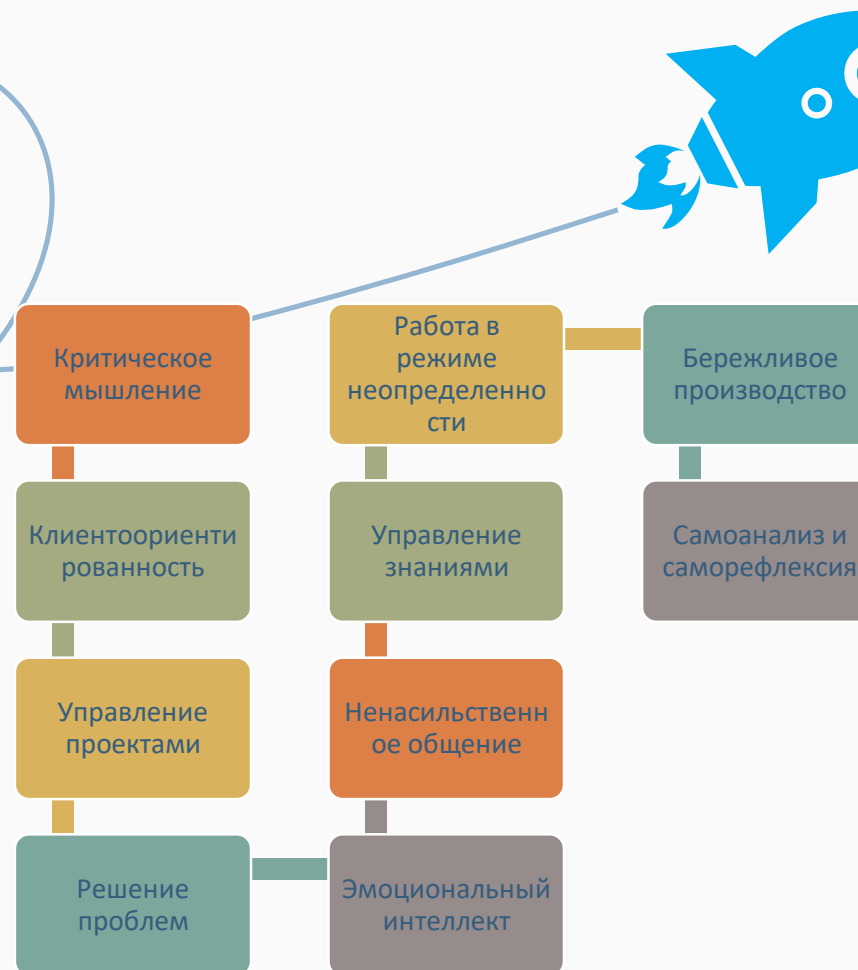 Критическое
мышление
Клиентоориенти
рованность
Управление
проектами
Решение
проблем
Эмоциональный
интеллект
Ненасильственн
ое общение
Управление
знаниями
Работа в
режиме
неопределенно
сти
Бережливое
производство
Самоанализ и
саморефлексия